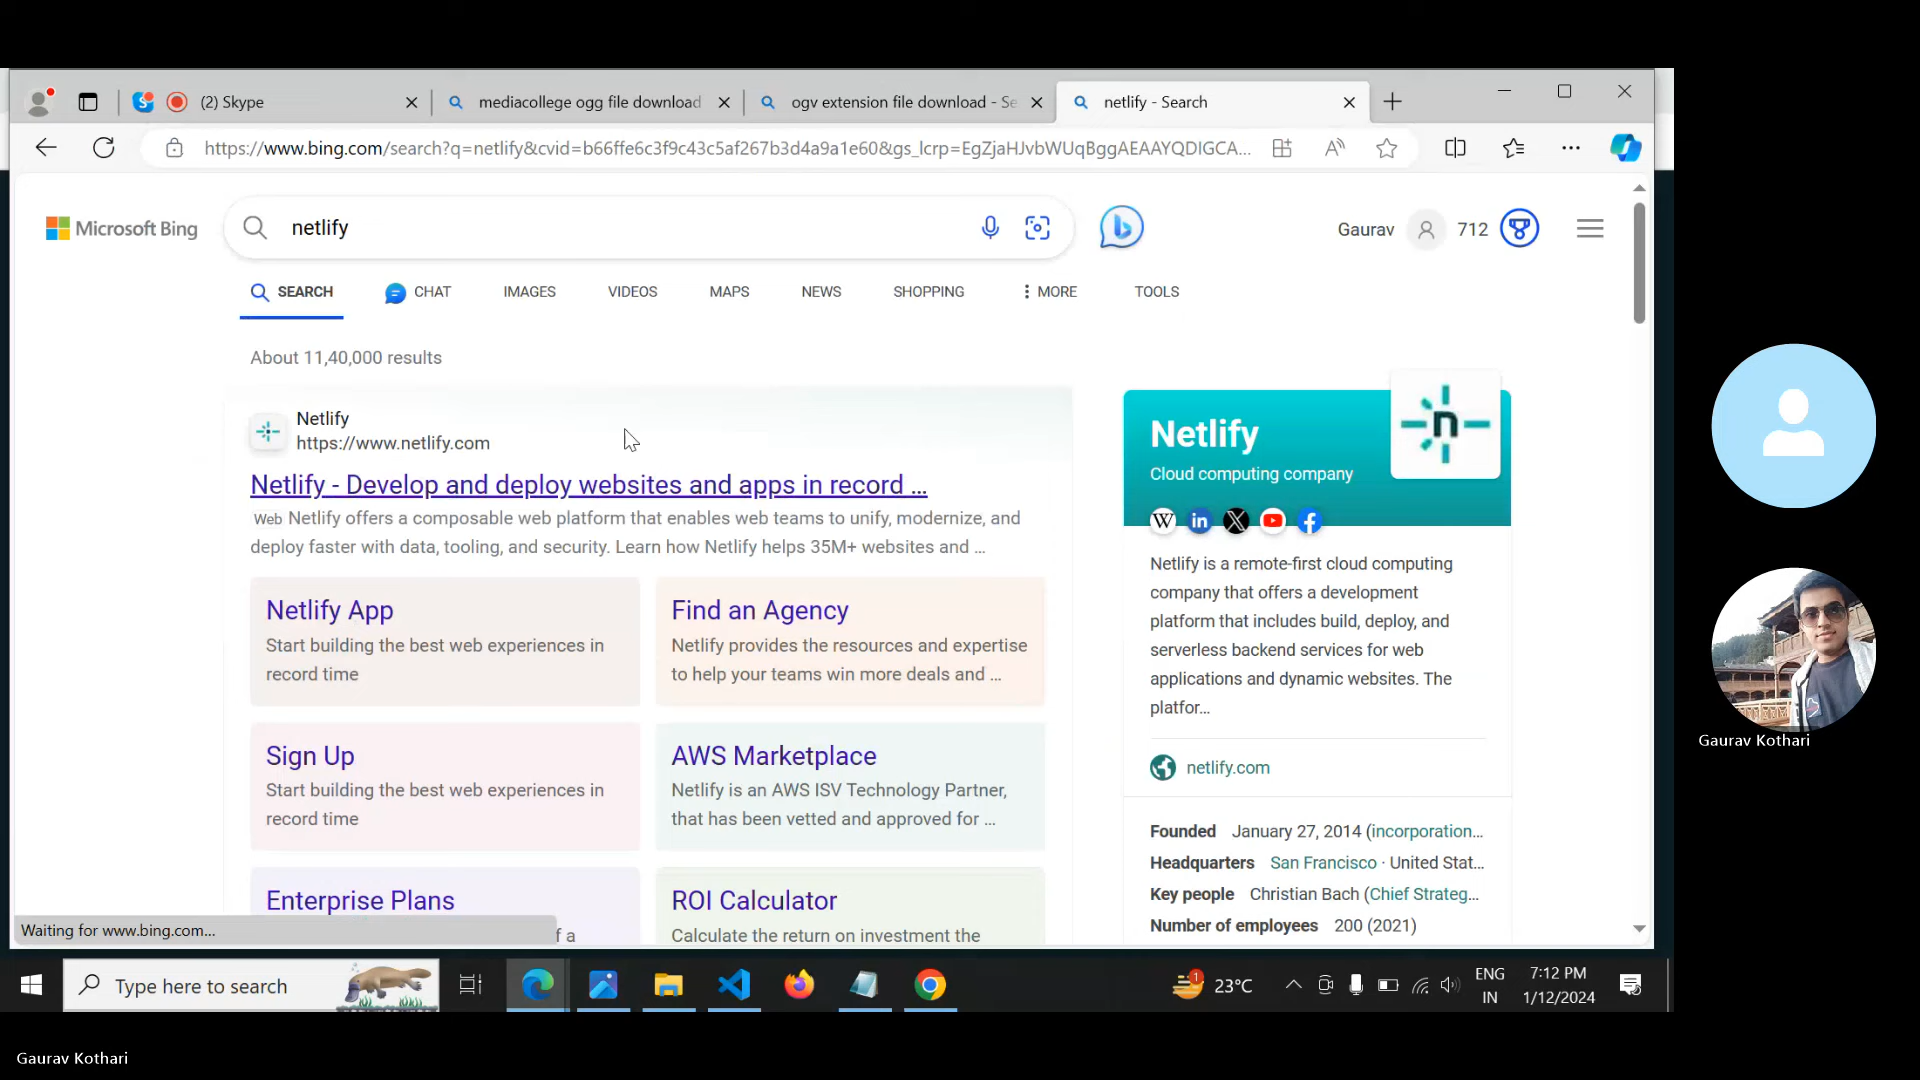 (2) Skype
mediacollege ogg file download
ogv extension file download - Se
netlify - Search
https://www.bing.com/search?q=netlify&cvid=b66ffe6c3f9c43c5af267b3d4a9a1e60&gs_lcrp=EgZjaHJvbWUqBggAEAAYQDIGCA...
Microsoft Bing
netlify
Gaurav
712
SEARCH
CHAT
IMAGES
VIDEOS
MAPS
NEWS
SHOPPING
MORE
TOOLS
About 11,40,000 results
Netlify
https://www.netlify.com
Netlify - Develop and deploy websites and apps in record ...
Web Netlify offers a composable web platform that enables web teams to unify, modernize, and
deploy faster with data, tooling, and security. Learn how Netlify helps 35M+ websites and ...
Netlify App
Start building the best web experiences in
record time
Find an Agency
Netlify provides the resources and expertise
to help your teams win more deals and ...
Sign Up
Start building the best web experiences in
record time
AWS Marketplace
Netlify is an AWS ISV Technology Partner,
that has been vetted and approved for ...
Enterprise Plans
f a
ROI Calculator
Calculate the return on investment the
Netlify
Cloud computing company
n
W
in
X
Netlify is a remote-first cloud computing
company that offers a development
platform that includes build, deploy, and
serverless backend services for web
applications and dynamic websites. The
platfor...
netlify.com
Founded January 27, 2014 (incorporation...
Headquarters San Francisco · United Stat...
Key people Christian Bach (Chief Strateg...
Number of employees 200 (2021)
Waiting for www.bing.com...
Type here to search
1
23°C
ENG
IN
7:12 PM
1/12/2024
Gaurav Kothari
Gaurav Kothari